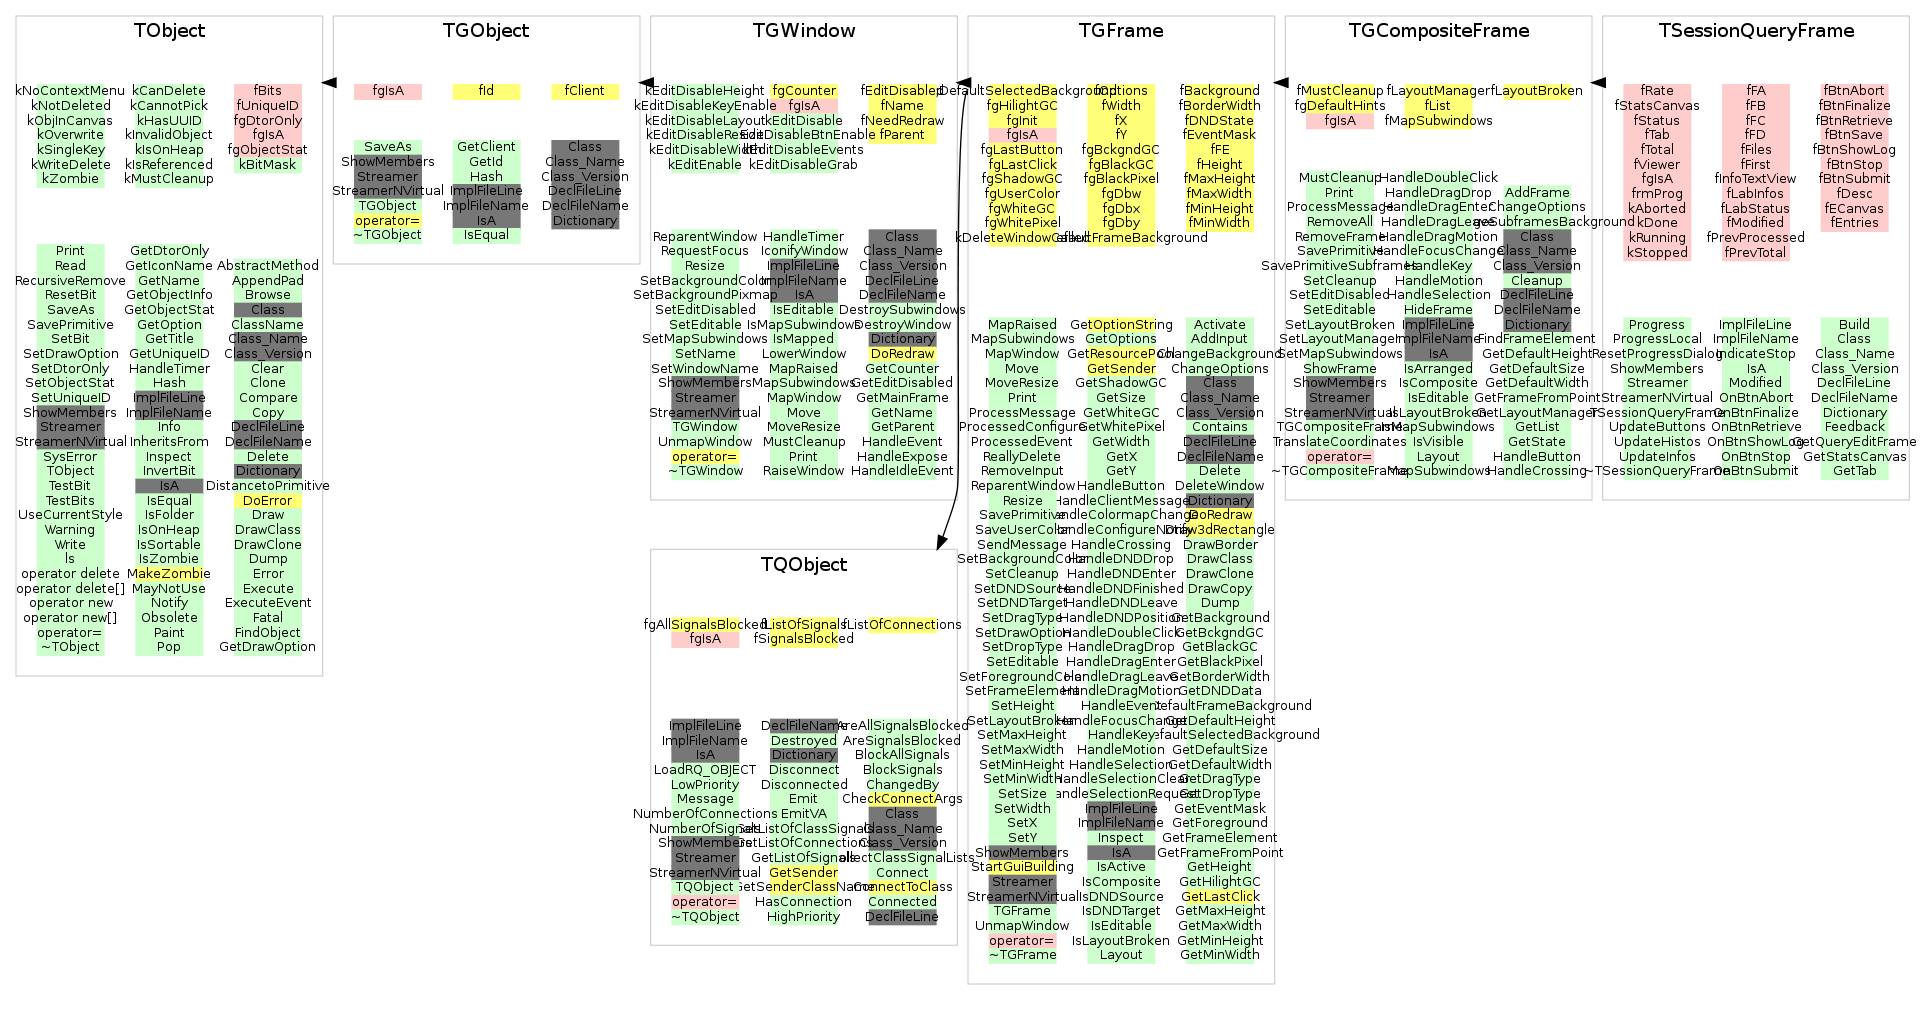 TObject
kNoContextMenu
kNotDeleted
kObjInCanvas
kOverwrite
kSingleKey
kWriteDelete
kZombie
kCanDelete
kCannotPick
kHasUUID
kInvalidObject
kIsOnHeap
kIsReferenced
kMustCleanup
fBits
fUniqueID
fgDtorOnly
fgIsA
fgObjectStat
kBitMask
Print
Read
RecursiveRemove
ResetBit
SaveAs
SavePrimitive
SetBit
SetDrawOption
SetDtorOnly
SetObjectStat
SetUniqueID
ShowMembers
Streamer
StreamerNVirtual
SysError
TObject
TestBit
TestBits
UseCurrentStyle
Warning
Write
ls
operator delete
operator delete[]
operator new
operator new[]
operator=
~TObject
GetDtorOnly
GetIconName
GetName
GetObjectInfo
GetObjectStat
GetOption
GetTitle
GetUniqueID
HandleTimer
Hash
ImplFileLine
ImplFileName
Info
InheritsFrom
Inspect
InvertBit
IsA
IsEqual
IsFolder
IsOnHeap
IsSortable
IsZombie
MakeZombie
MayNotUse
Notify
Obsolete
Paint
Pop
AbstractMethod
AppendPad
Browse
Class
ClassName
Class_Name
Class_Version
Clear
Clone
Compare
Copy
DeclFileLine
DeclFileName
Delete
Dictionary
DistancetoPrimitive
DoError
Draw
DrawClass
DrawClone
Dump
Error
Execute
ExecuteEvent
Fatal
FindObject
GetDrawOption
TGObject
fgIsA
fId
fClient
SaveAs
ShowMembers
Streamer
StreamerNVirtual
TGObject
operator=
~TGObject
GetClient
GetId
Hash
ImplFileLine
ImplFileName
IsA
IsEqual
Class
Class_Name
Class_Version
DeclFileLine
DeclFileName
Dictionary
TGWindow
kEditDisableHeight
kEditDisableKeyEnable
kEditDisableLayout
kEditDisableResize
kEditDisableWidth
kEditEnable
fgCounter
fgIsA
kEditDisable
kEditDisableBtnEnable
kEditDisableEvents
kEditDisableGrab
fEditDisabled
fName
fNeedRedraw
fParent
ReparentWindow
RequestFocus
Resize
SetBackgroundColor
SetBackgroundPixmap
SetEditDisabled
SetEditable
SetMapSubwindows
SetName
SetWindowName
ShowMembers
Streamer
StreamerNVirtual
TGWindow
UnmapWindow
operator=
~TGWindow
HandleTimer
IconifyWindow
ImplFileLine
ImplFileName
IsA
IsEditable
IsMapSubwindows
IsMapped
LowerWindow
MapRaised
MapSubwindows
MapWindow
Move
MoveResize
MustCleanup
Print
RaiseWindow
Class
Class_Name
Class_Version
DeclFileLine
DeclFileName
DestroySubwindows
DestroyWindow
Dictionary
DoRedraw
GetCounter
GetEditDisabled
GetMainFrame
GetName
GetParent
HandleEvent
HandleExpose
HandleIdleEvent
TQObject
fgAllSignalsBlocked
fgIsA
fListOfSignals
fSignalsBlocked
fListOfConnections
ImplFileLine
ImplFileName
IsA
LoadRQ_OBJECT
LowPriority
Message
NumberOfConnections
NumberOfSignals
ShowMembers
Streamer
StreamerNVirtual
TQObject
operator=
~TQObject
DeclFileName
Destroyed
Dictionary
Disconnect
Disconnected
Emit
EmitVA
GetListOfClassSignals
GetListOfConnections
GetListOfSignals
GetSender
GetSenderClassName
HasConnection
HighPriority
AreAllSignalsBlocked
AreSignalsBlocked
BlockAllSignals
BlockSignals
ChangedBy
CheckConnectArgs
Class
Class_Name
Class_Version
CollectClassSignalLists
Connect
ConnectToClass
Connected
DeclFileLine
TGFrame
fgDefaultSelectedBackground
fgHilightGC
fgInit
fgIsA
fgLastButton
fgLastClick
fgShadowGC
fgUserColor
fgWhiteGC
fgWhitePixel
kDeleteWindowCalled
fOptions
fWidth
fX
fY
fgBckgndGC
fgBlackGC
fgBlackPixel
fgDbw
fgDbx
fgDby
fgDefaultFrameBackground
fBackground
fBorderWidth
fDNDState
fEventMask
fFE
fHeight
fMaxHeight
fMaxWidth
fMinHeight
fMinWidth
MapRaised
MapSubwindows
MapWindow
Move
MoveResize
Print
ProcessMessage
ProcessedConfigure
ProcessedEvent
ReallyDelete
RemoveInput
ReparentWindow
Resize
SavePrimitive
SaveUserColor
SendMessage
SetBackgroundColor
SetCleanup
SetDNDSource
SetDNDTarget
SetDragType
SetDrawOption
SetDropType
SetEditable
SetForegroundColor
SetFrameElement
SetHeight
SetLayoutBroken
SetMaxHeight
SetMaxWidth
SetMinHeight
SetMinWidth
SetSize
SetWidth
SetX
SetY
ShowMembers
StartGuiBuilding
Streamer
StreamerNVirtual
TGFrame
UnmapWindow
operator=
~TGFrame
GetOptionString
GetOptions
GetResourcePool
GetSender
GetShadowGC
GetSize
GetWhiteGC
GetWhitePixel
GetWidth
GetX
GetY
HandleButton
HandleClientMessage
HandleColormapChange
HandleConfigureNotify
HandleCrossing
HandleDNDDrop
HandleDNDEnter
HandleDNDFinished
HandleDNDLeave
HandleDNDPosition
HandleDoubleClick
HandleDragDrop
HandleDragEnter
HandleDragLeave
HandleDragMotion
HandleEvent
HandleFocusChange
HandleKey
HandleMotion
HandleSelection
HandleSelectionClear
HandleSelectionRequest
ImplFileLine
ImplFileName
Inspect
IsA
IsActive
IsComposite
IsDNDSource
IsDNDTarget
IsEditable
IsLayoutBroken
Layout
Activate
AddInput
ChangeBackground
ChangeOptions
Class
Class_Name
Class_Version
Contains
DeclFileLine
DeclFileName
Delete
DeleteWindow
Dictionary
DoRedraw
Draw3dRectangle
DrawBorder
DrawClass
DrawClone
DrawCopy
Dump
GetBackground
GetBckgndGC
GetBlackGC
GetBlackPixel
GetBorderWidth
GetDNDData
GetDefaultFrameBackground
GetDefaultHeight
GetDefaultSelectedBackground
GetDefaultSize
GetDefaultWidth
GetDragType
GetDropType
GetEventMask
GetForeground
GetFrameElement
GetFrameFromPoint
GetHeight
GetHilightGC
GetLastClick
GetMaxHeight
GetMaxWidth
GetMinHeight
GetMinWidth
TGCompositeFrame
fMustCleanup
fgDefaultHints
fgIsA
fLayoutManager
fList
fMapSubwindows
fLayoutBroken
MustCleanup
Print
ProcessMessage
RemoveAll
RemoveFrame
SavePrimitive
SavePrimitiveSubframes
SetCleanup
SetEditDisabled
SetEditable
SetLayoutBroken
SetLayoutManager
SetMapSubwindows
ShowFrame
ShowMembers
Streamer
StreamerNVirtual
TGCompositeFrame
TranslateCoordinates
operator=
~TGCompositeFrame
HandleDoubleClick
HandleDragDrop
HandleDragEnter
HandleDragLeave
HandleDragMotion
HandleFocusChange
HandleKey
HandleMotion
HandleSelection
HideFrame
ImplFileLine
ImplFileName
IsA
IsArranged
IsComposite
IsEditable
IsLayoutBroken
IsMapSubwindows
IsVisible
Layout
MapSubwindows
AddFrame
ChangeOptions
ChangeSubframesBackground
Class
Class_Name
Class_Version
Cleanup
DeclFileLine
DeclFileName
Dictionary
FindFrameElement
GetDefaultHeight
GetDefaultSize
GetDefaultWidth
GetFrameFromPoint
GetLayoutManager
GetList
GetState
HandleButton
HandleCrossing
TSessionQueryFrame
fRate
fStatsCanvas
fStatus
fTab
fTotal
fViewer
fgIsA
frmProg
kAborted
kDone
kRunning
kStopped
fFA
fFB
fFC
fFD
fFiles
fFirst
fInfoTextView
fLabInfos
fLabStatus
fModified
fPrevProcessed
fPrevTotal
fBtnAbort
fBtnFinalize
fBtnRetrieve
fBtnSave
fBtnShowLog
fBtnStop
fBtnSubmit
fDesc
fECanvas
fEntries
Progress
ProgressLocal
ResetProgressDialog
ShowMembers
Streamer
StreamerNVirtual
TSessionQueryFrame
UpdateButtons
UpdateHistos
UpdateInfos
~TSessionQueryFrame
ImplFileLine
ImplFileName
IndicateStop
IsA
Modified
OnBtnAbort
OnBtnFinalize
OnBtnRetrieve
OnBtnShowLog
OnBtnStop
OnBtnSubmit
Build
Class
Class_Name
Class_Version
DeclFileLine
DeclFileName
Dictionary
Feedback
GetQueryEditFrame
GetStatsCanvas
GetTab